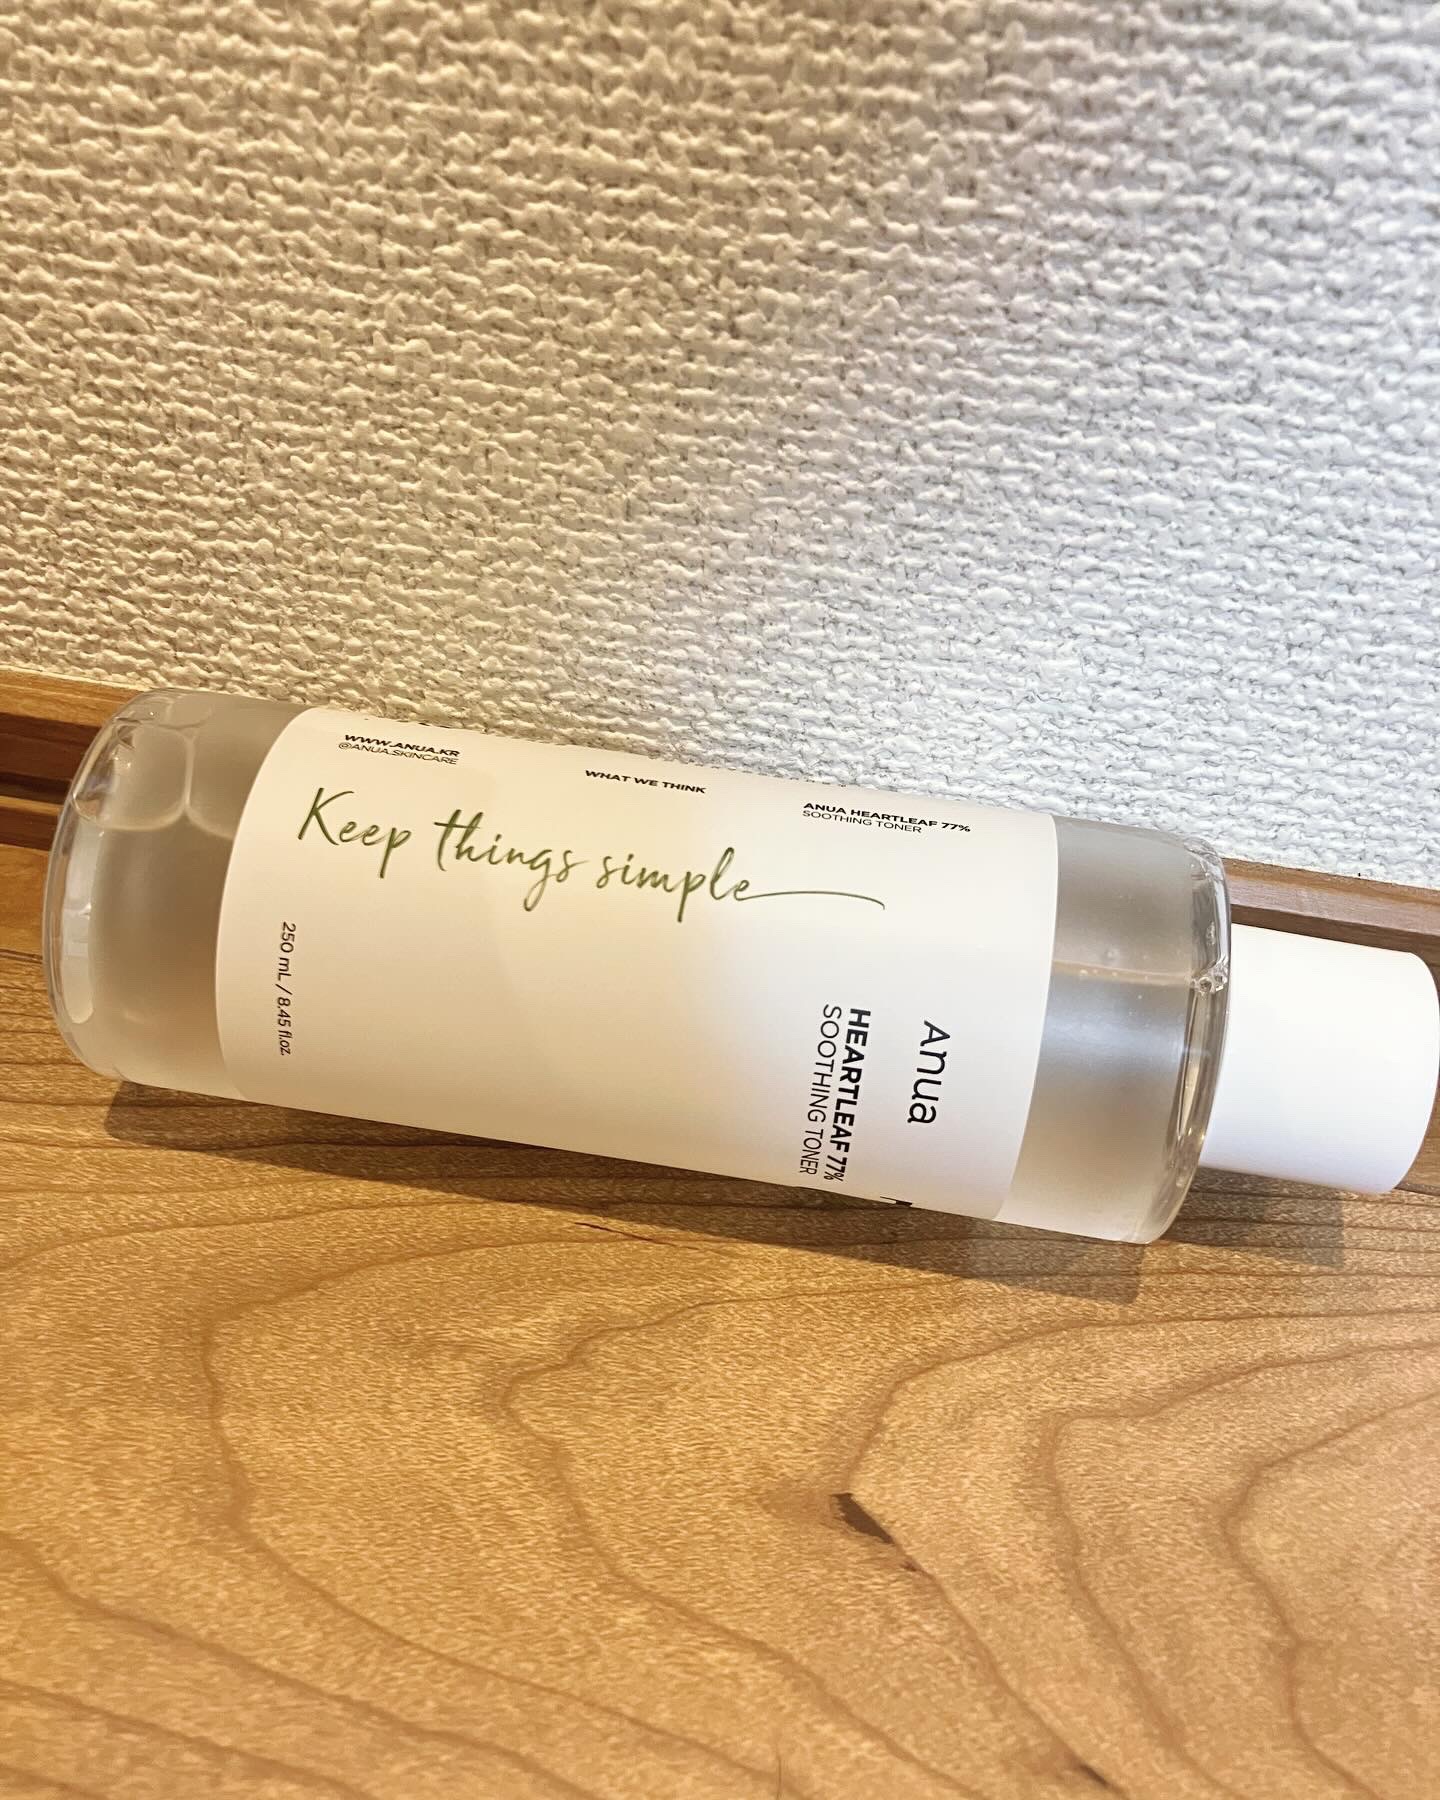 WWW.ANUA.KR
@ANUA.SKINCARE
WHAT WE THINK
ANUA HEARTLEAF 77%
SOOTHING TONER
Keep things simple
Anua
HEARTLEAF 77%
SOOTHING TONER
250 mL / 8.45 fl.oz.